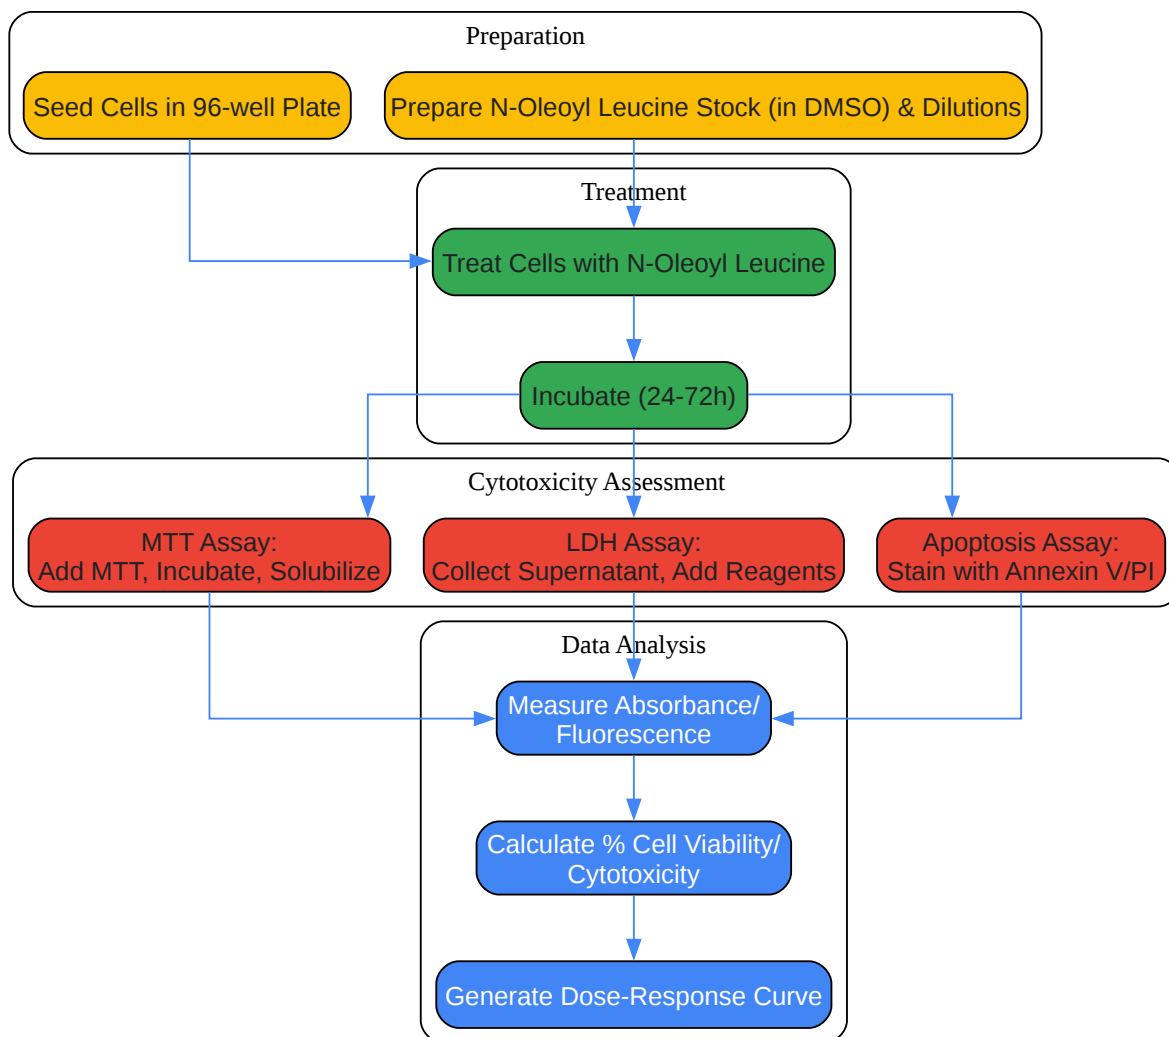 Preparation
Seed Cells in 96-well Plate
Prepare N-Oleoyl Leucine Stock (in DMSO) & Dilutions
Treatment
Treat Cells with N-Oleoyl Leucine
Incubate (24-72h)
Cytotoxicity Assessment
MTT Assay:
Add MTT, Incubate, Solubilize
LDH Assay:
Collect Supernatant, Add Reagents
Apoptosis Assay:
Stain with Annexin V/PI
Data Analysis
Measure Absorbance/
Fluorescence
Calculate % Cell Viability/
Cytotoxicity
Generate Dose-Response Curve